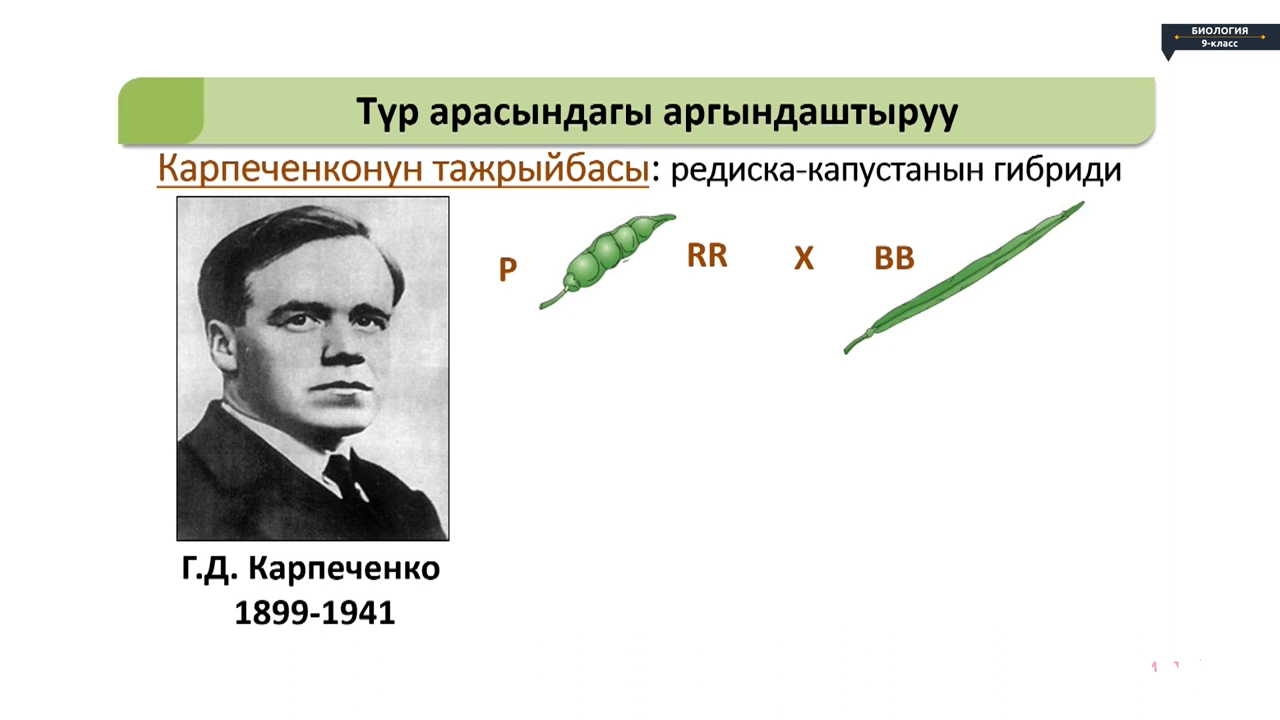 БИОЛОГИЯ
9-класс
Түр арасындагы аргындаштыруу
Карпеченконун тажрыйбасы: редиска-капустанын гибриди
P RR X BB
Г.Д. Карпеченко
1899-1941